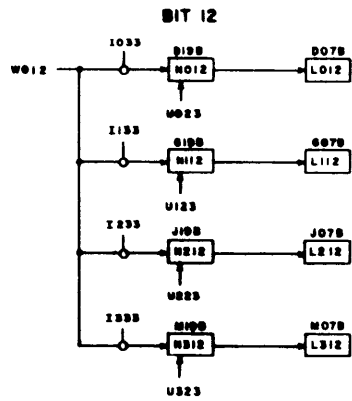 BIT 12
I033 D19B D07B
W012 N012 L012
U023
I133 G19B G07B
N112 L112
U123
I233 J19B J07B
N212 L212
U223
I333 M19B M07B
N312 L312
U323